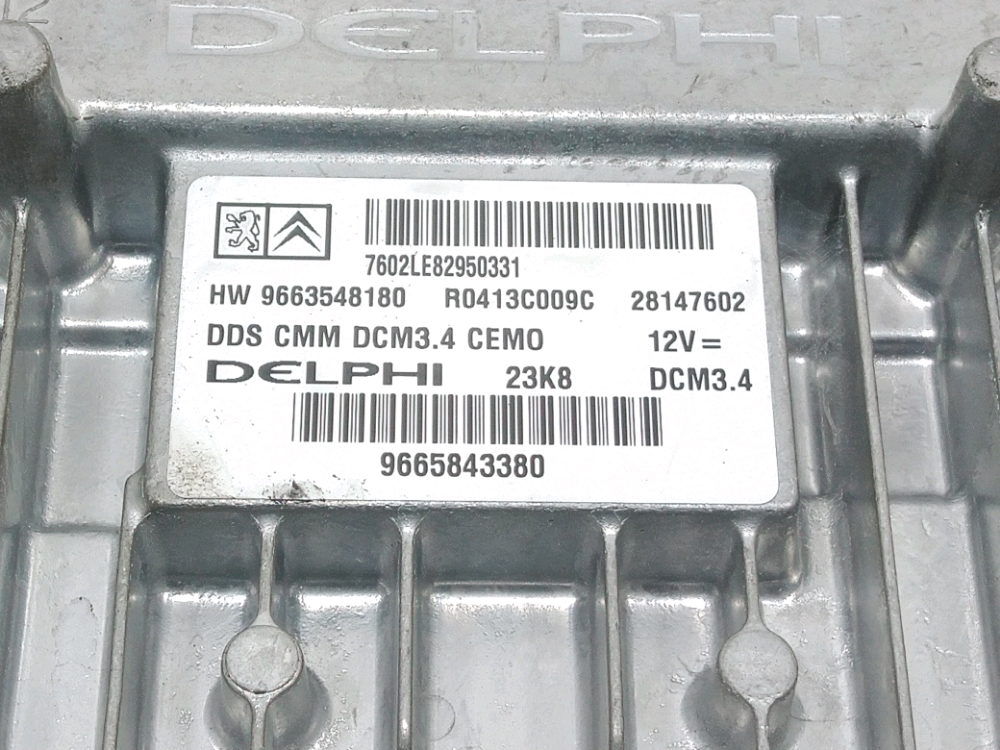 DELPHI
7602LE82950331
HW 9663548180 R0413C009C 28147602
DDS CMM DCM3.4 CEMO 12V=
DELPHI 23K8 DCM3.4
9665843380